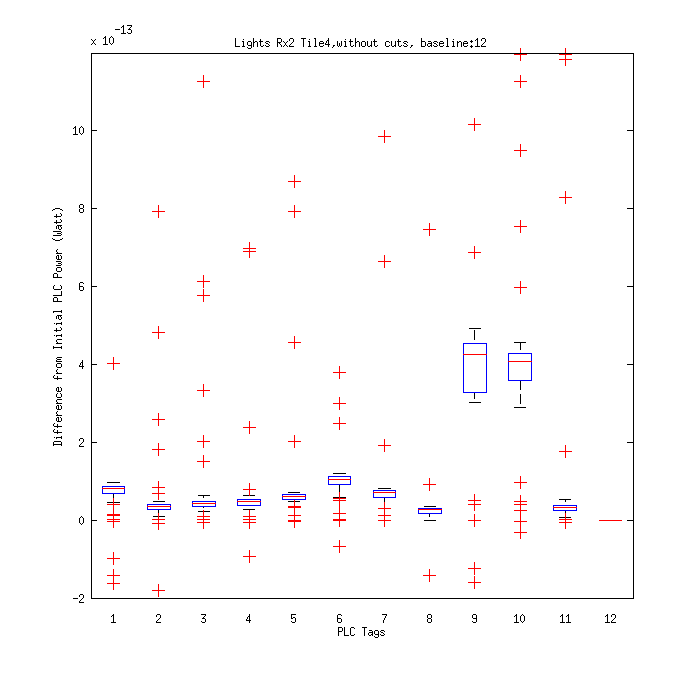 x 10^-13
Lights Rx2 Tile4,without cuts, baseline:12
10
8
6
4
2
0
-2
Difference from Initial PLC Power (Watt)
1 2 3 4 5 6 7 8 9 10 11 12
PLC Tags